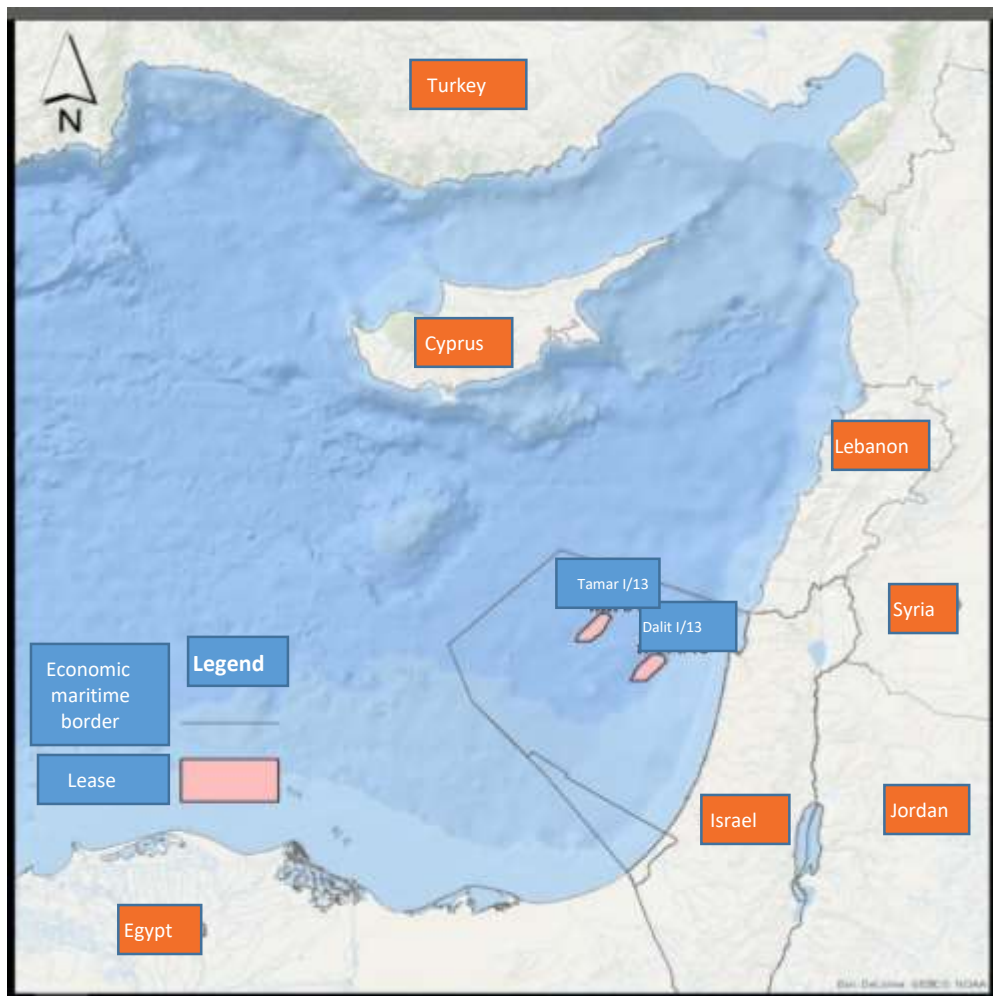 N
Turkey
Cyprus
Lebanon
Tamar I/13
Dalit I/13
Syria
Legend
Economic
maritime
border
Lease
Israel
Jordan
Egypt